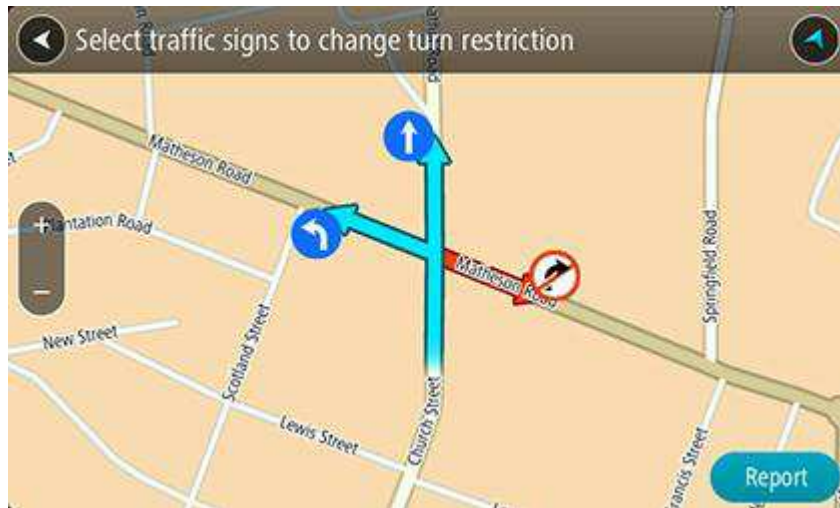 Select traffic signs to change turn restriction
Matheson Road
Plantation Road
Matheson Road
Springfield Road
New Street
Scotland Street
Lewis Street
Church Street
Francis Street
Report